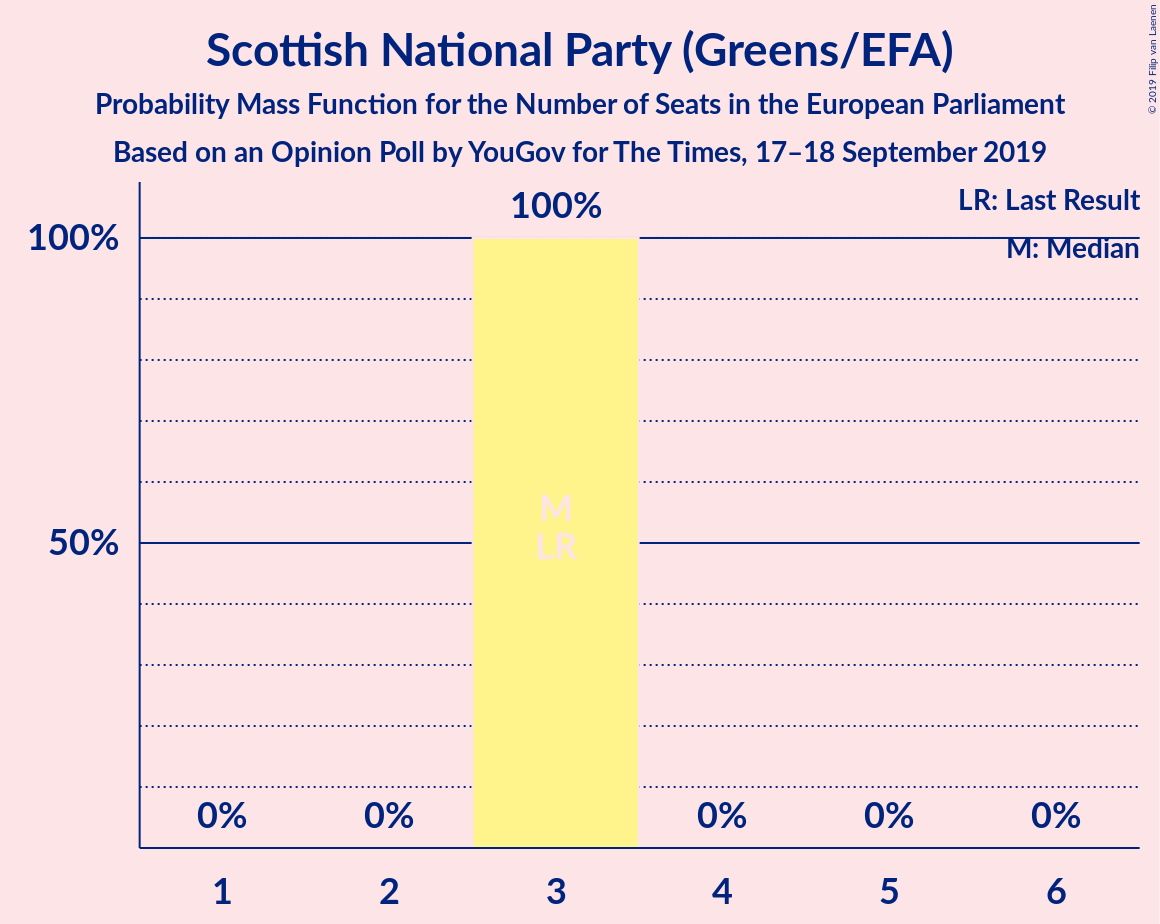 Scottish National Party (Greens/EFA)
Probability Mass Function for the Number of Seats in the European Parliament
Based on an Opinion Poll by YouGov for The Times, 17–18 September 2019
© 2019 Filip van Laenen
LR: Last Result
M: Median
100%
100%
50%
M
LR
0%
0%
0%
0%
0%
1
2
3
4
5
6